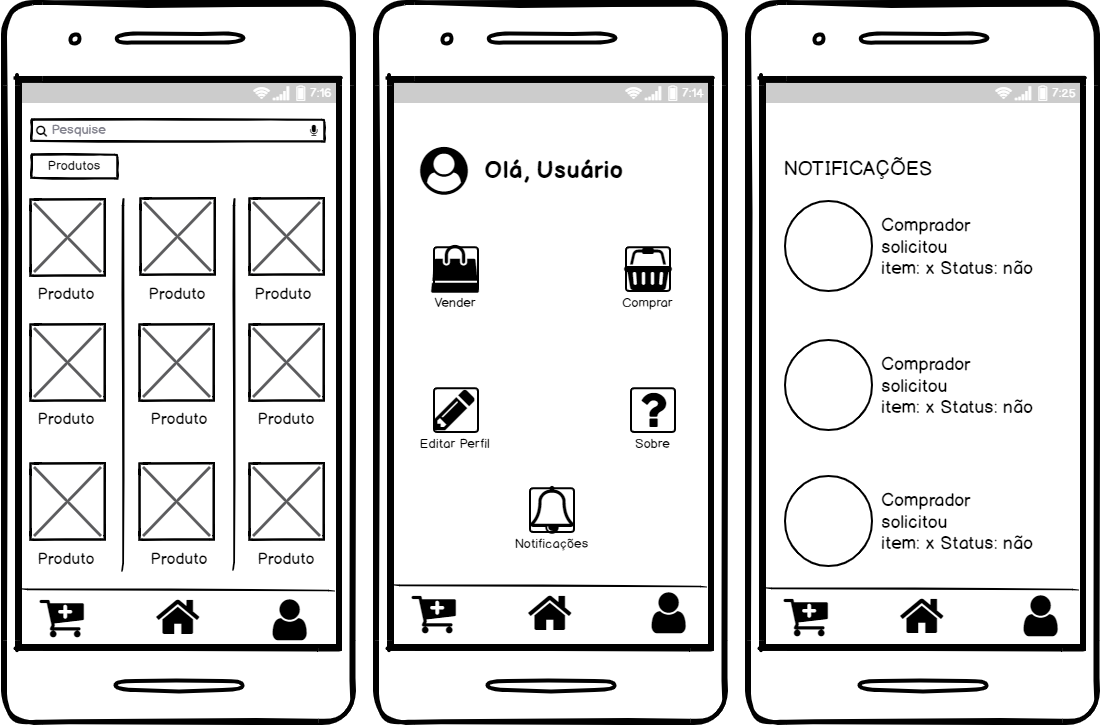 7:16
Pesquise
Produtos
Produto Produto Produto
Produto Produto Produto
Produto Produto Produto
7:14
Olá, Usuário
Vender Comprar
Editar Perfil Sobre
Notificações
7:25
NOTIFICAÇÕES
Comprador
solicitou
item: x Status: não
Comprador
solicitou
item: x Status: não
Comprador
solicitou
item: x Status: não